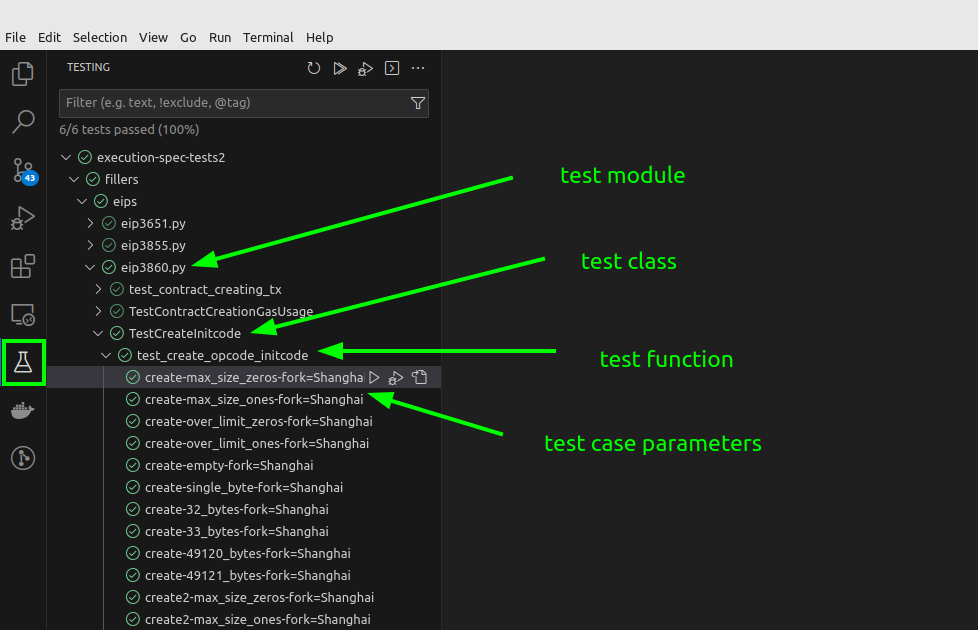 File Edit Selection View Go Run Terminal Help
TESTING
Filter (e.g. text, !exclude, @tag)
6/6 tests passed (100%)
execution-spec-tests2
fillers
test module
43
eips
eip3651.py
eip3855.py
test class
eip3860.py
test_contract_creating_tx
TestContractCreationGasUsage
TestCreateInitcode
test_create_opcode_initcode
test function
create-max_size_zeros-fork=Shanghai
create-max_size_ones-fork=Shanghai
create-over_limit_zeros-fork=Shanghai
create-over_limit_ones-fork=Shanghai
test case parameters
create-empty-fork=Shanghai
create-single_byte-fork=Shanghai
create-32_bytes-fork=Shanghai
create-33_bytes-fork=Shanghai
create-49120_bytes-fork=Shanghai
create-49121_bytes-fork=Shanghai
create2-max_size_zeros-fork=Shanghai
create2-max_size_ones-fork=Shanghai